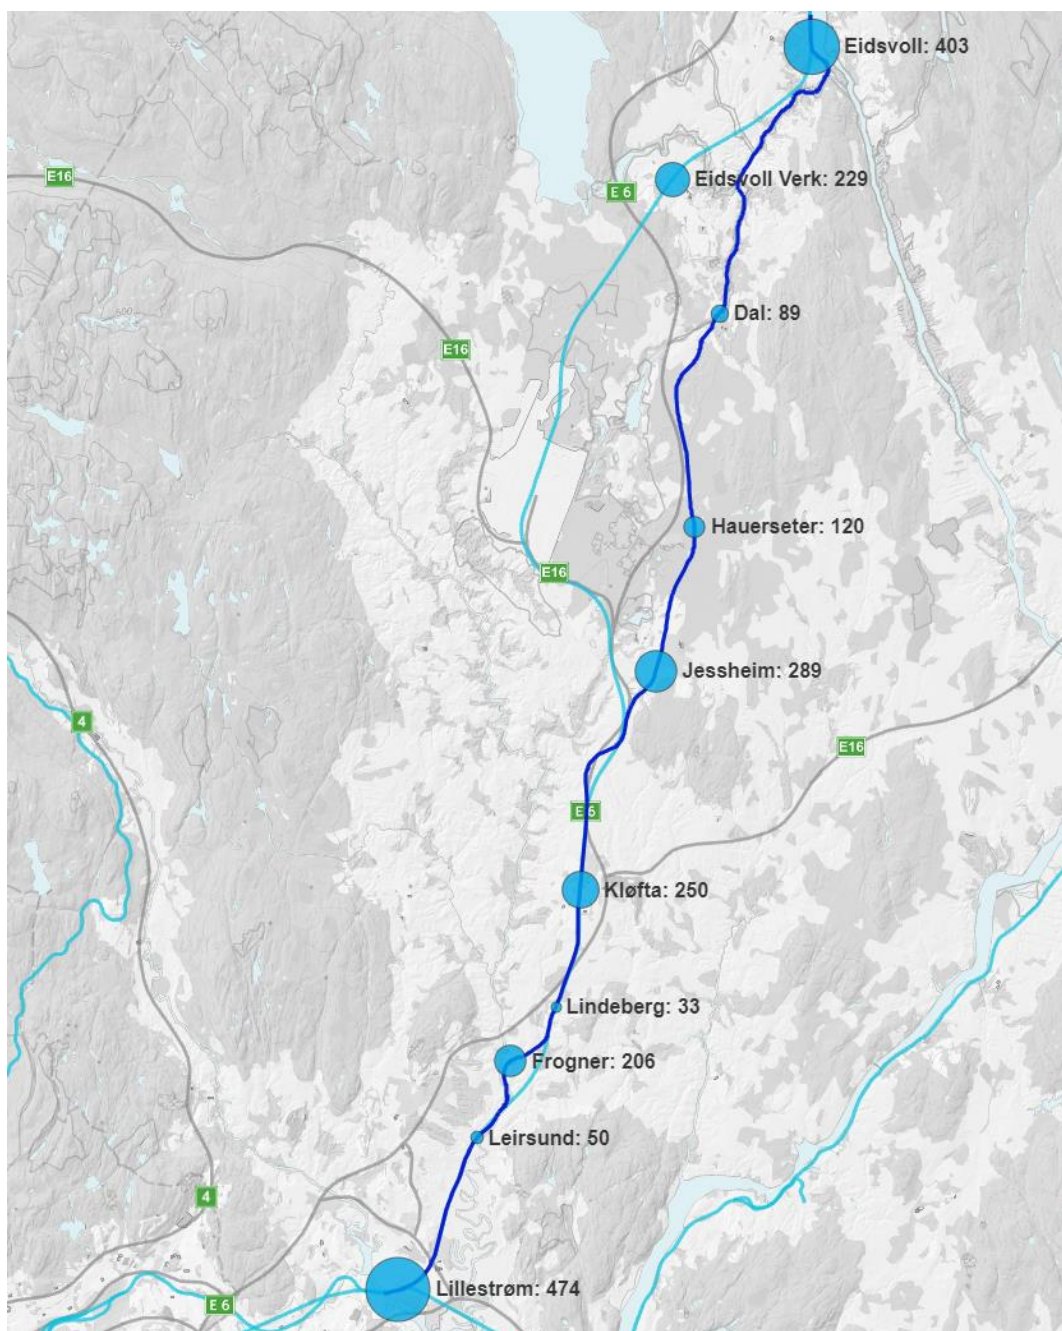 Eidsvoll: 403
E16
Eidsvoll Verk: 229
E 6
Dal: 89
E16
Hauerseter: 120
E16
Jessheim: 289
4
E16
E 6
Kløfta: 250
Lindeberg: 33
Frogner: 206
Leirsund: 50
4
Lillestrøm: 474
E 6